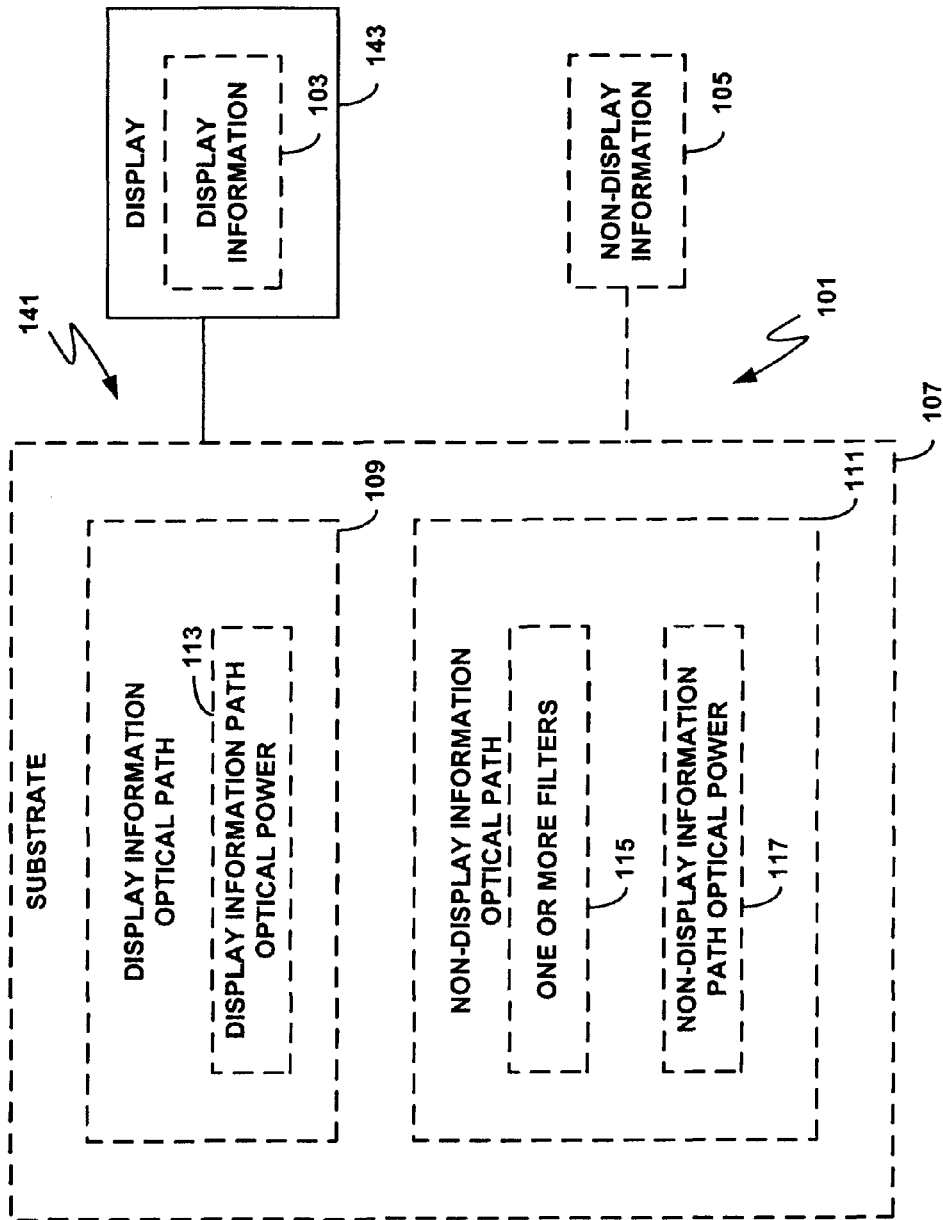 SUBSTRATE
DISPLAY INFORMATION
OPTICAL PATH
113
DISPLAY INFORMATION PATH
OPTICAL POWER
109
NON-DISPLAY INFORMATION
OPTICAL PATH
ONE OR MORE FILTERS
115
NON-DISPLAY INFORMATION
PATH OPTICAL POWER
117
111
107
141
DISPLAY
DISPLAY
INFORMATION
103
143
NON-DISPLAY
INFORMATION
105
101